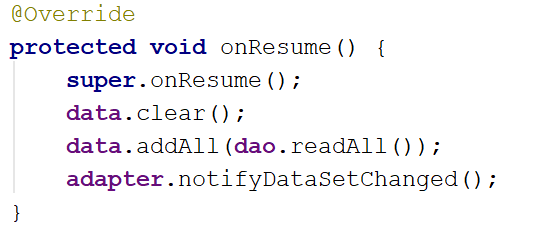 @Override
protected void onResume() {
    super.onResume();
    data.clear();
    data.addAll(dao.readAll());
    adapter.notifyDataSetChanged();
}